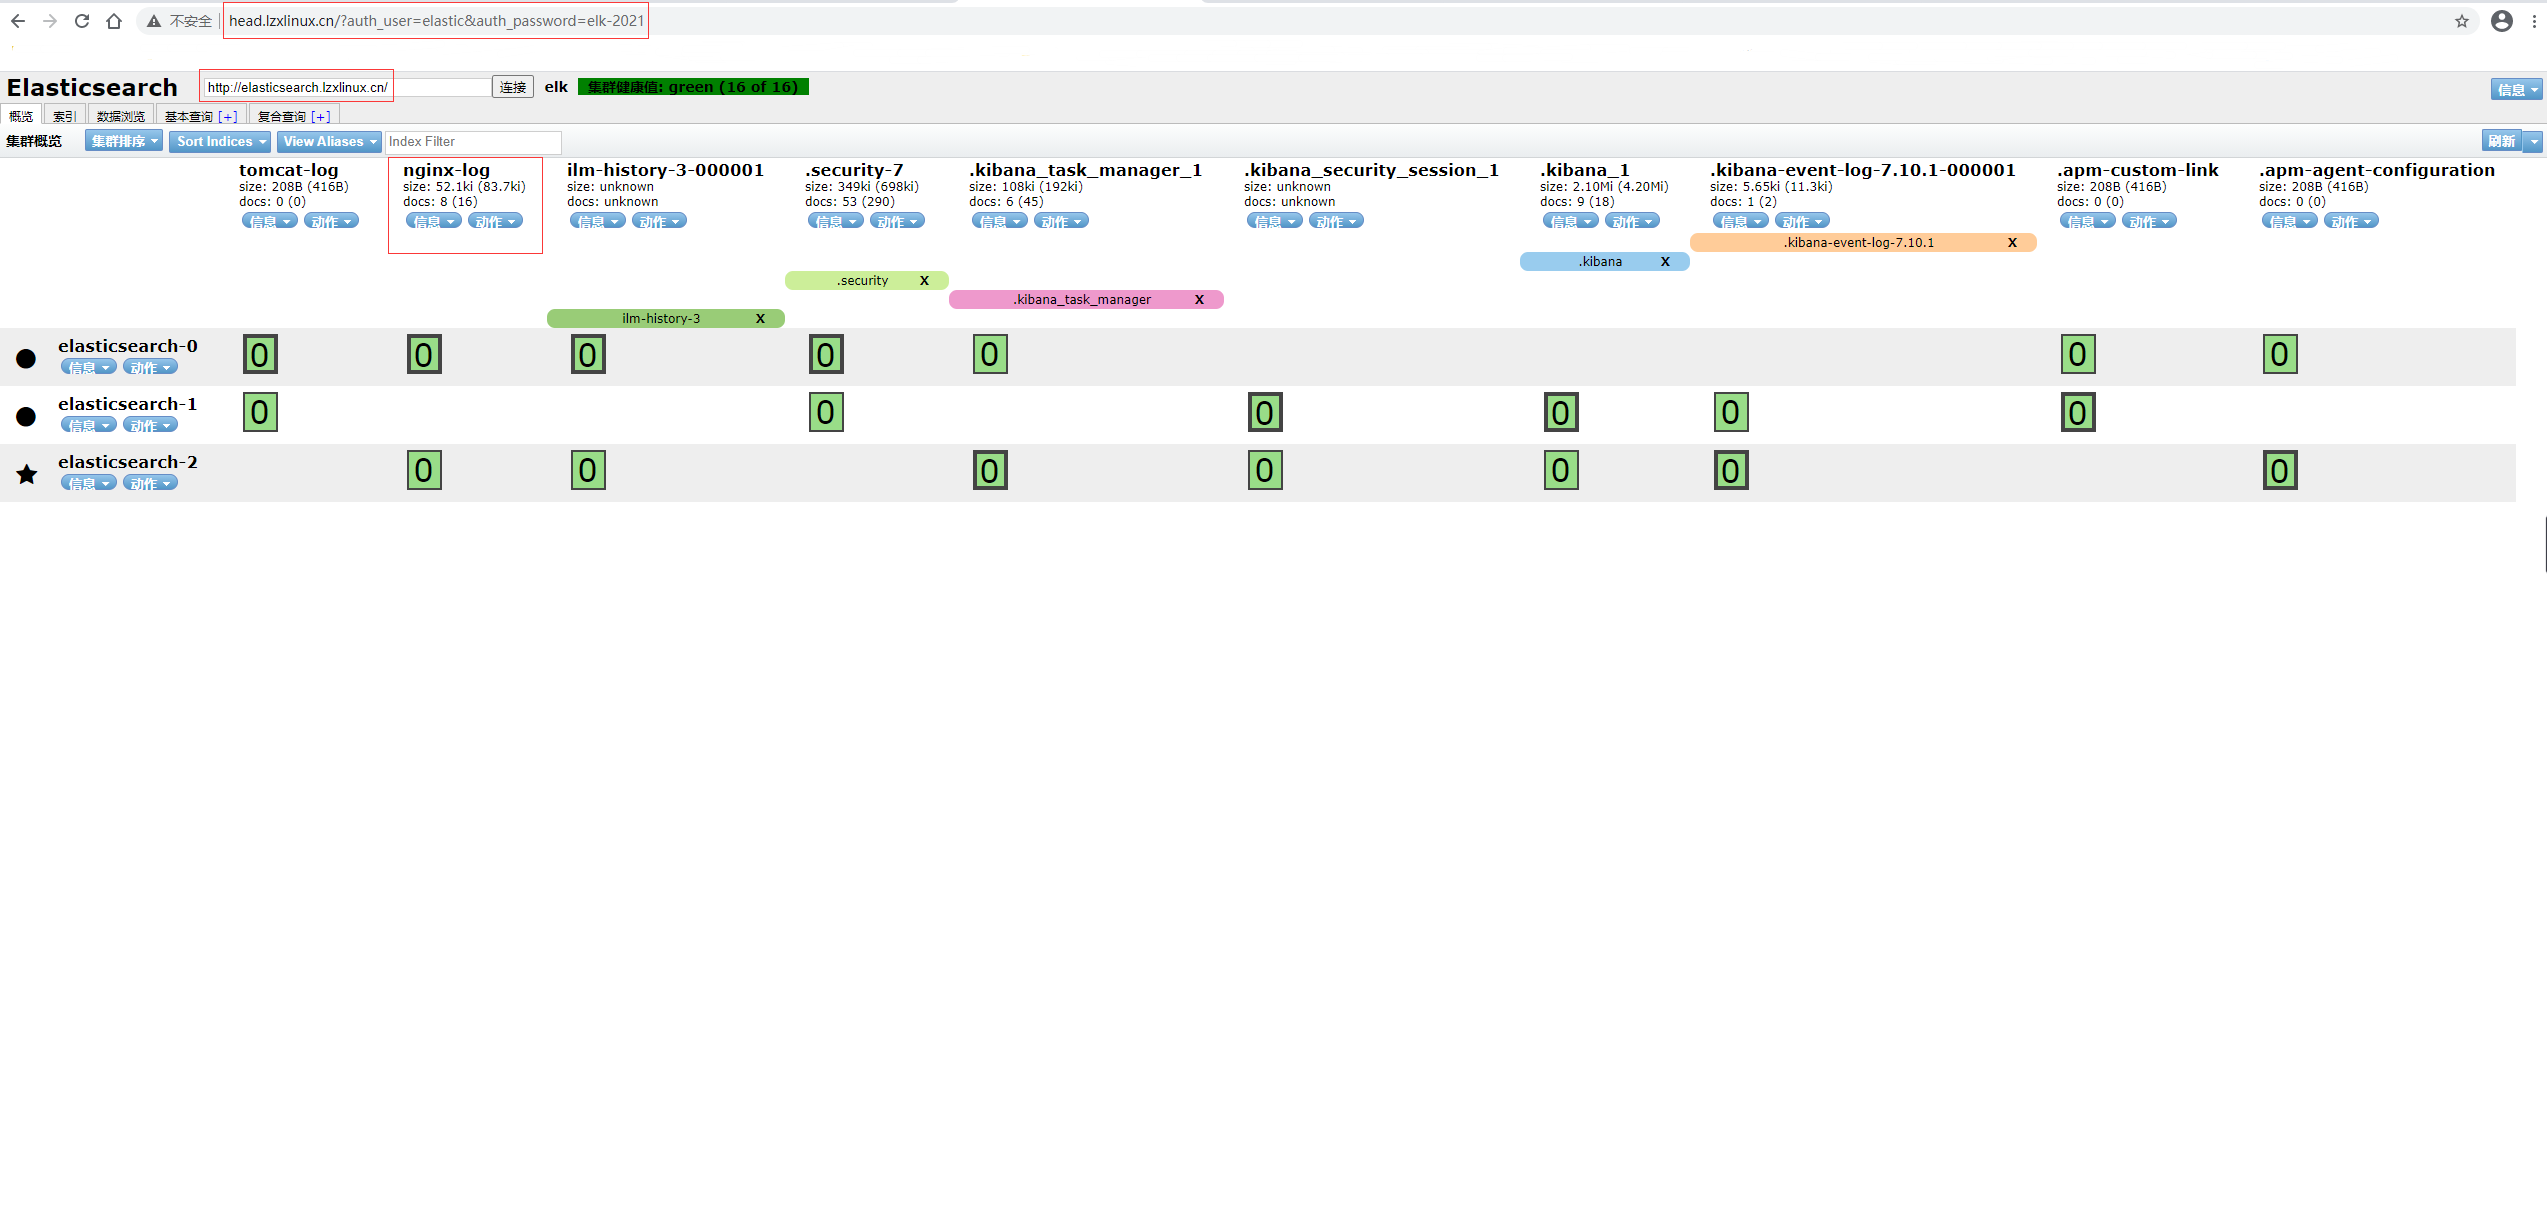 不安全 | head.lzxlinux.cn/?auth_user=elastic&auth_password=elk-2021
Elasticsearch http://elasticsearch.lzxlinux.cn/ 连接 elk 集群健康值: green (16 of 16) 信息
概览 索引 数据浏览 基本查询 [+] 复合查询 [+]
集群概览 集群排序 Sort Indices View Aliases Index Filter 刷新
tomcat-log nginx-log ilm-history-3-000001 .security-7 .kibana_task_manager_1 .kibana_security_session_1 .kibana_1 .kibana-event-log-7.10.1-000001 .apm-custom-link .apm-agent-configuration
size: 208B (416B) size: 52.1ki (83.7ki) size: unknown size: 349ki (698ki) size: 108ki (192ki) size: unknown size: 2.10Mi (4.20Mi) size: 5.65ki (11.3ki) size: 208B (416B) size: 208B (416B)
docs: 0 (0) docs: 8 (16) docs: unknown docs: 53 (290) docs: 6 (45) docs: unknown docs: 9 (18) docs: 1 (2) docs: 0 (0) docs: 0 (0)
信息 动作 信息 动作 信息 动作 信息 动作 信息 动作 信息 动作 信息 动作 信息 动作 信息 动作 信息 动作
.kibana-event-log-7.10.1 X
.kibana X
.security X
.kibana_task_manager X
ilm-history-3 X
elasticsearch-0 0 0 0 0 0 0 0
信息 动作
elasticsearch-1 0 0 0 0 0 0
信息 动作
elasticsearch-2 0 0 0 0 0 0 0
信息 动作